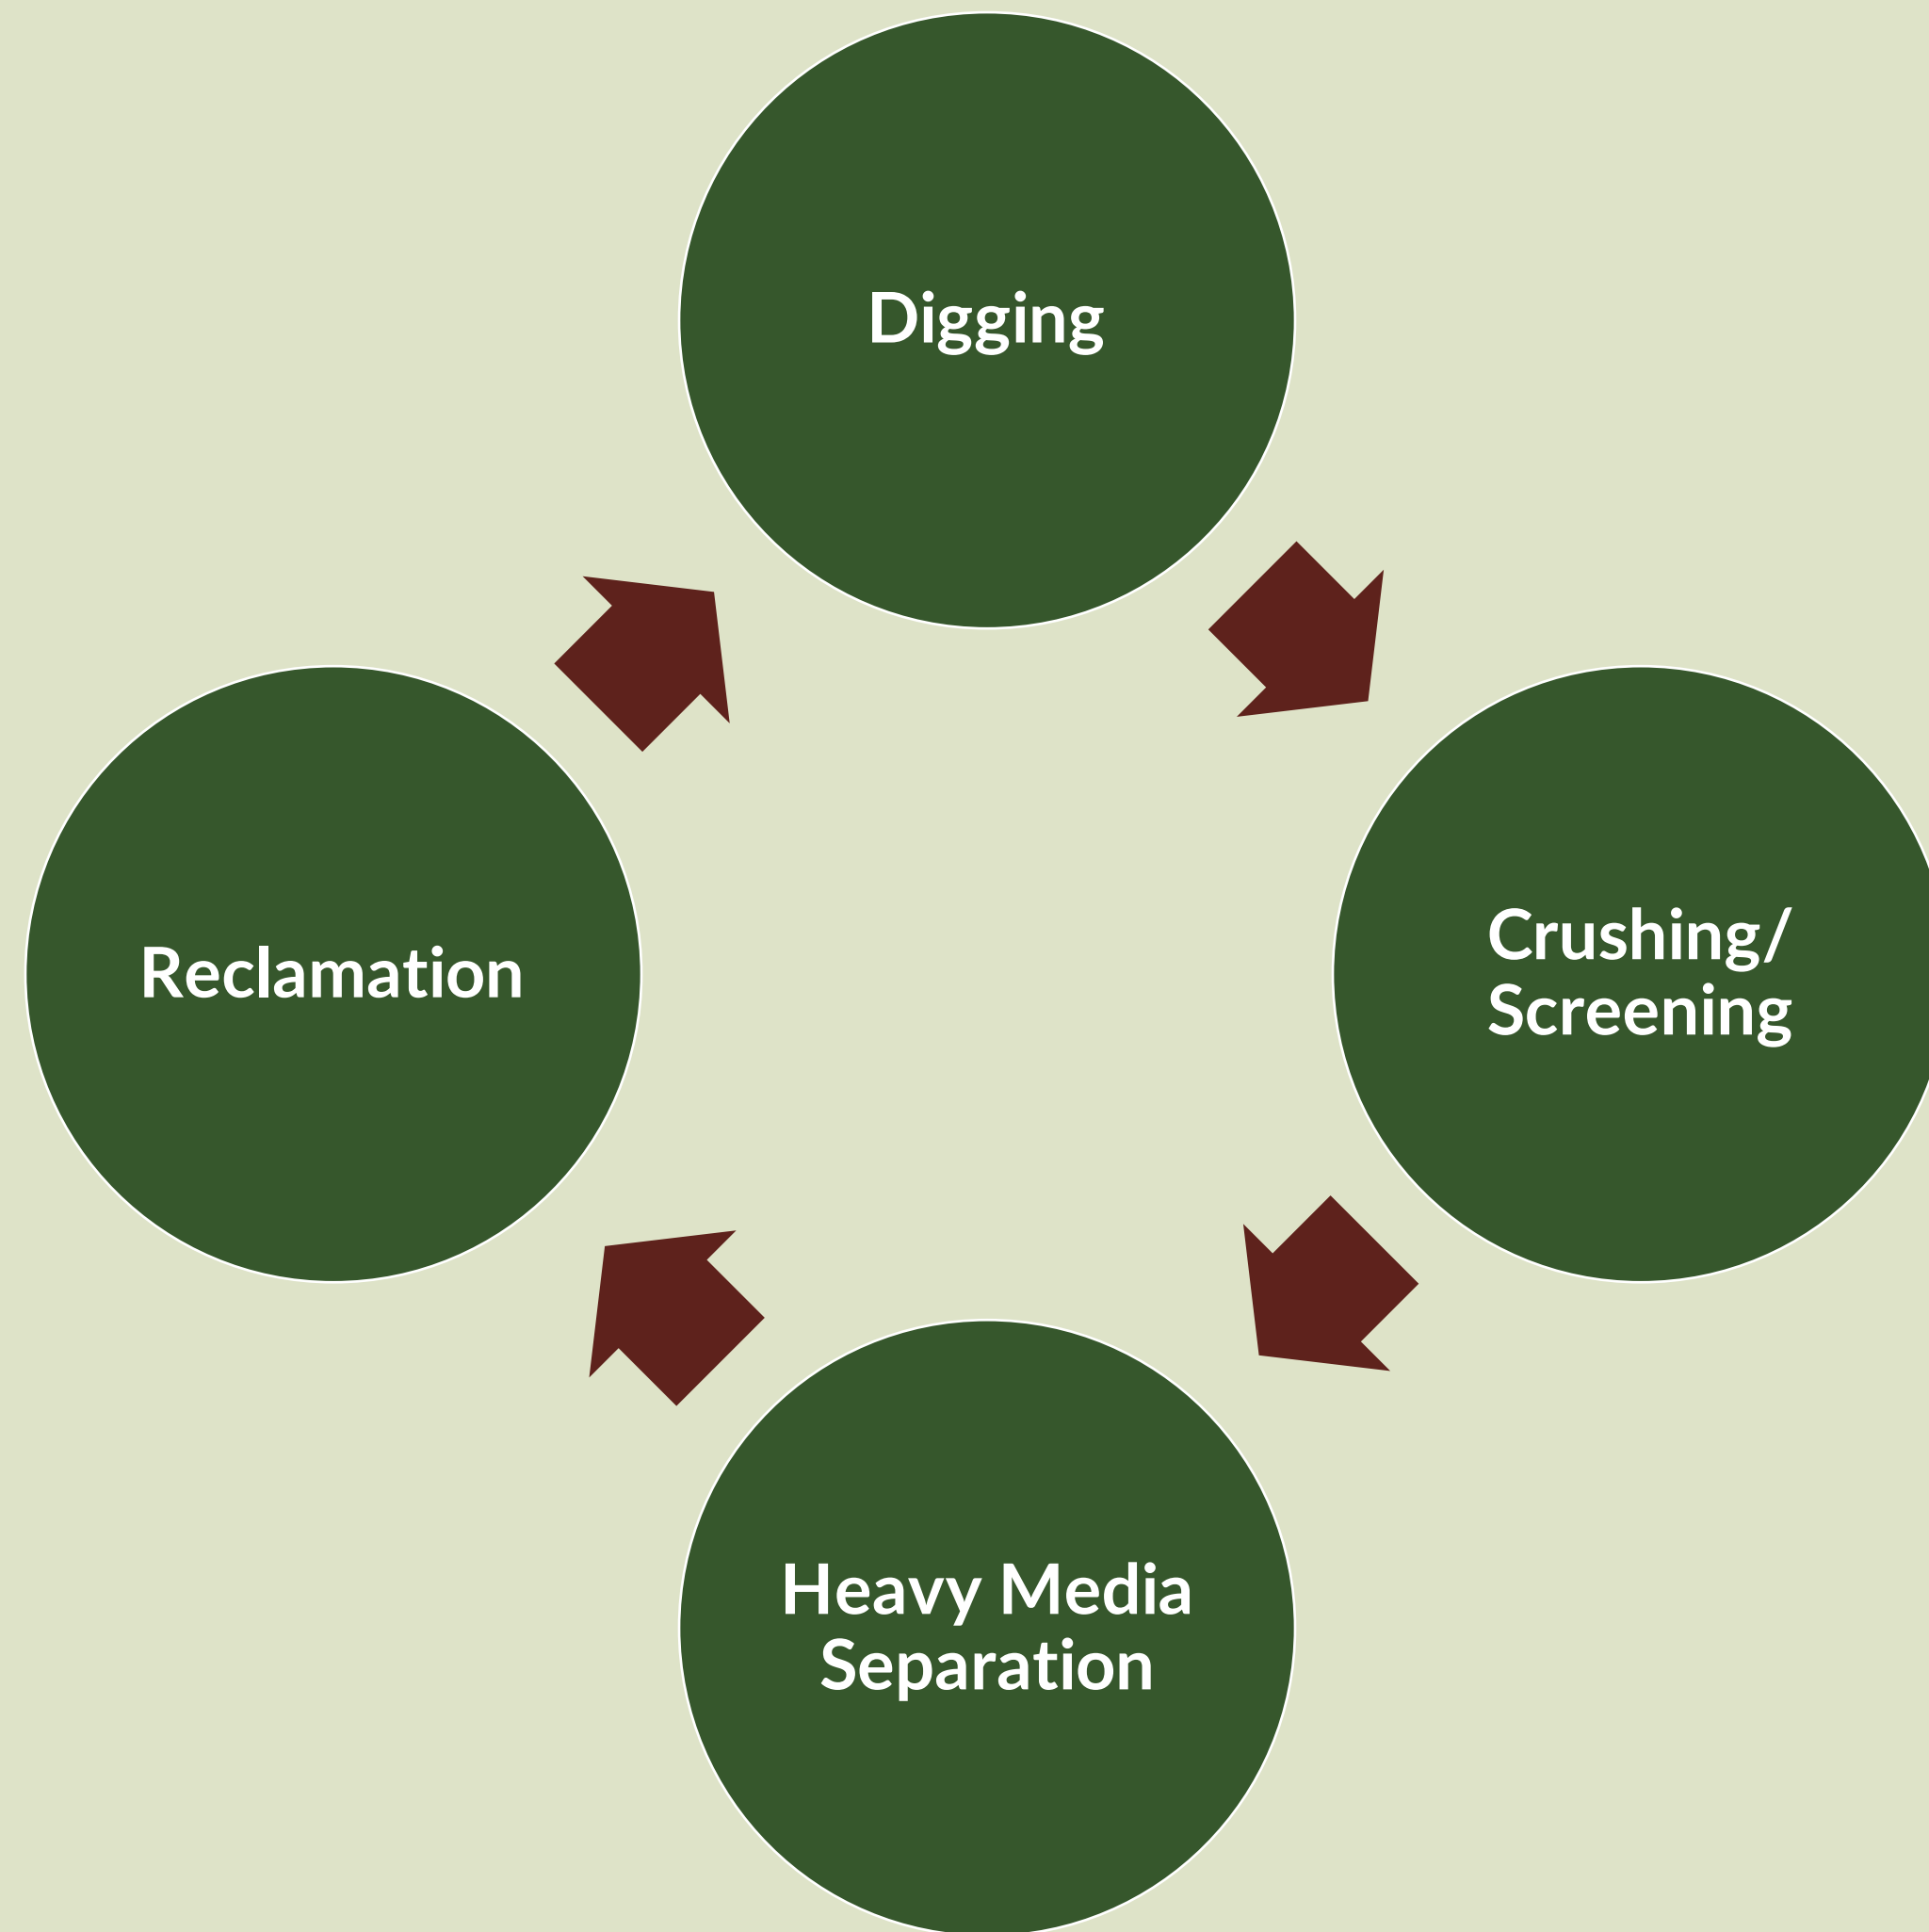 Digging
Crushing/
Screening
Heavy Media
Separation
Reclamation